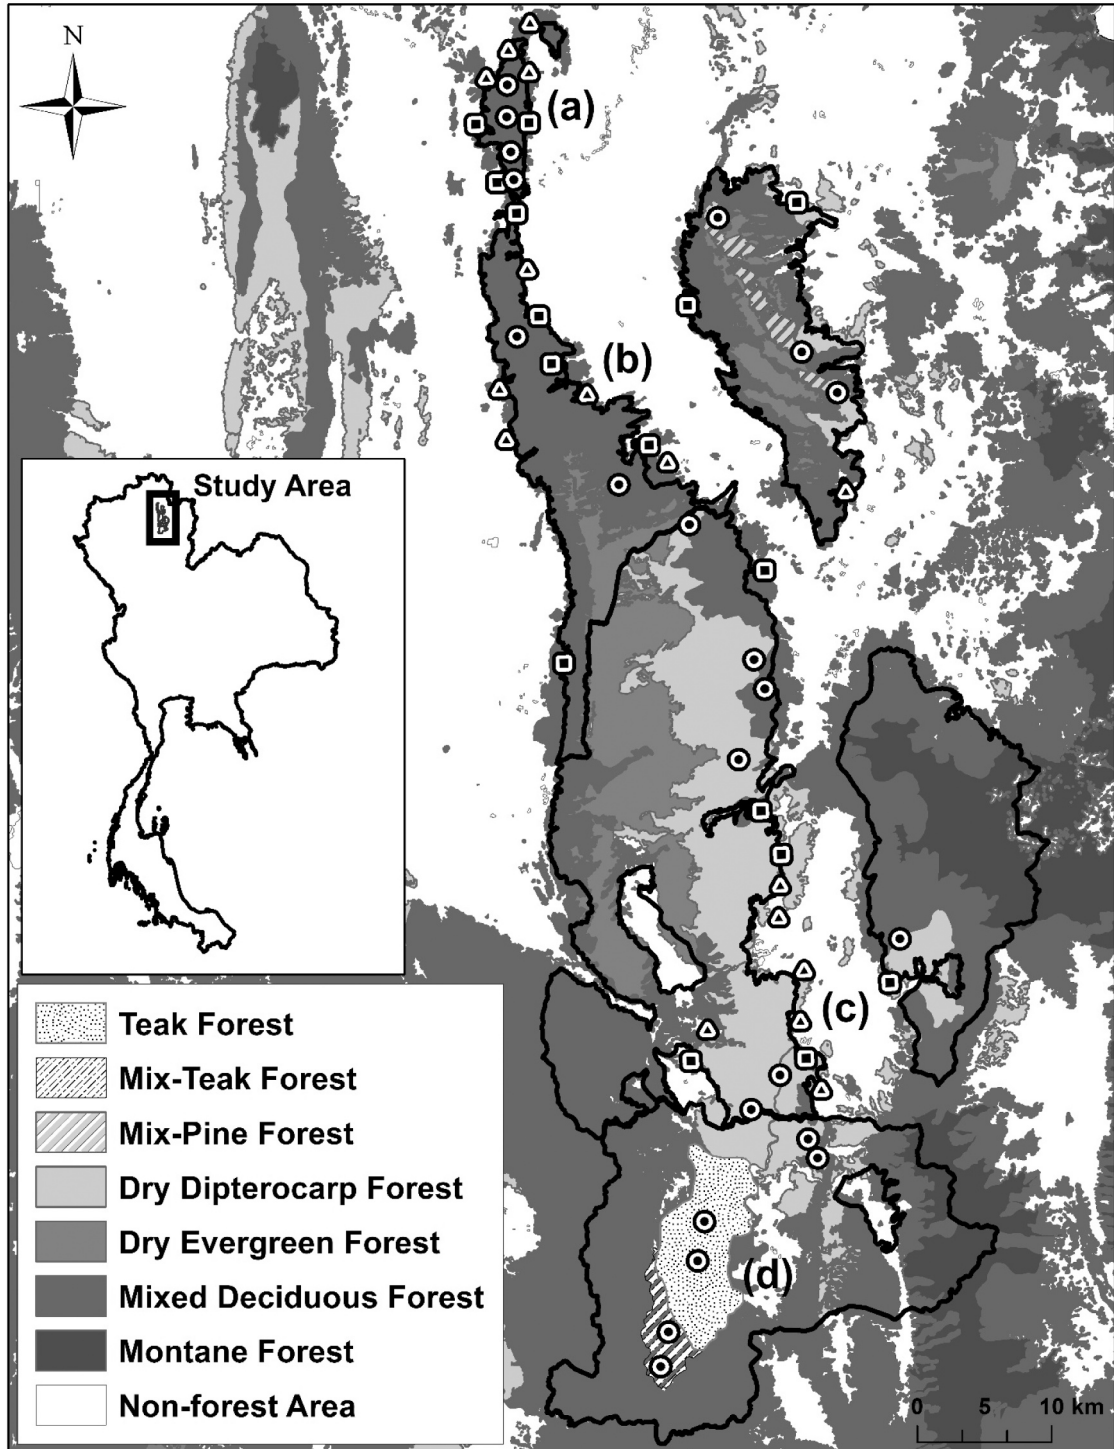 N
(a)
(b)
Study Area
(c)
Teak Forest
Mix-Teak Forest
Mix-Pine Forest
Dry Dipterocarp Forest
Dry Evergreen Forest
Mixed Deciduous Forest
Montane Forest
Non-forest Area
(d)
0 5 10 km